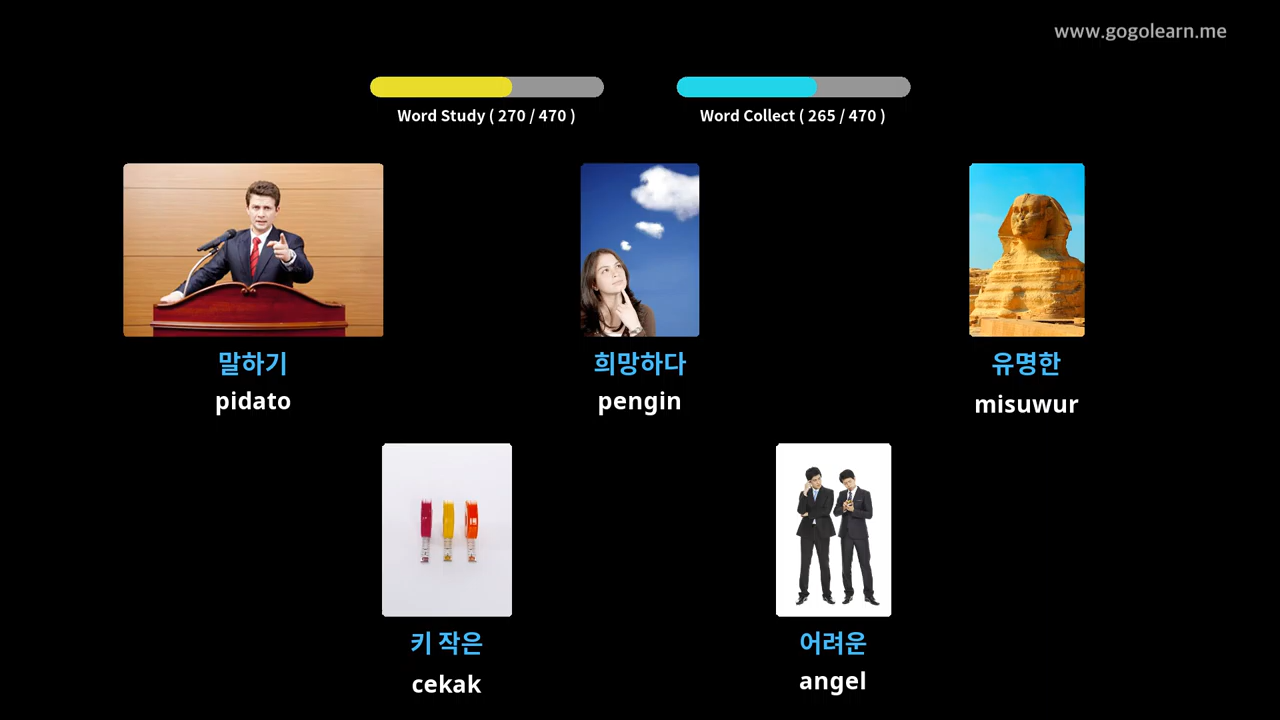 www.gogolearn.me
Word Study ( 270 / 470 )
Word Collect ( 265 / 470 )
말하기
pidato
희망하다
pengin
유명한
misuwur
키 작은
cekak
어려운
angel